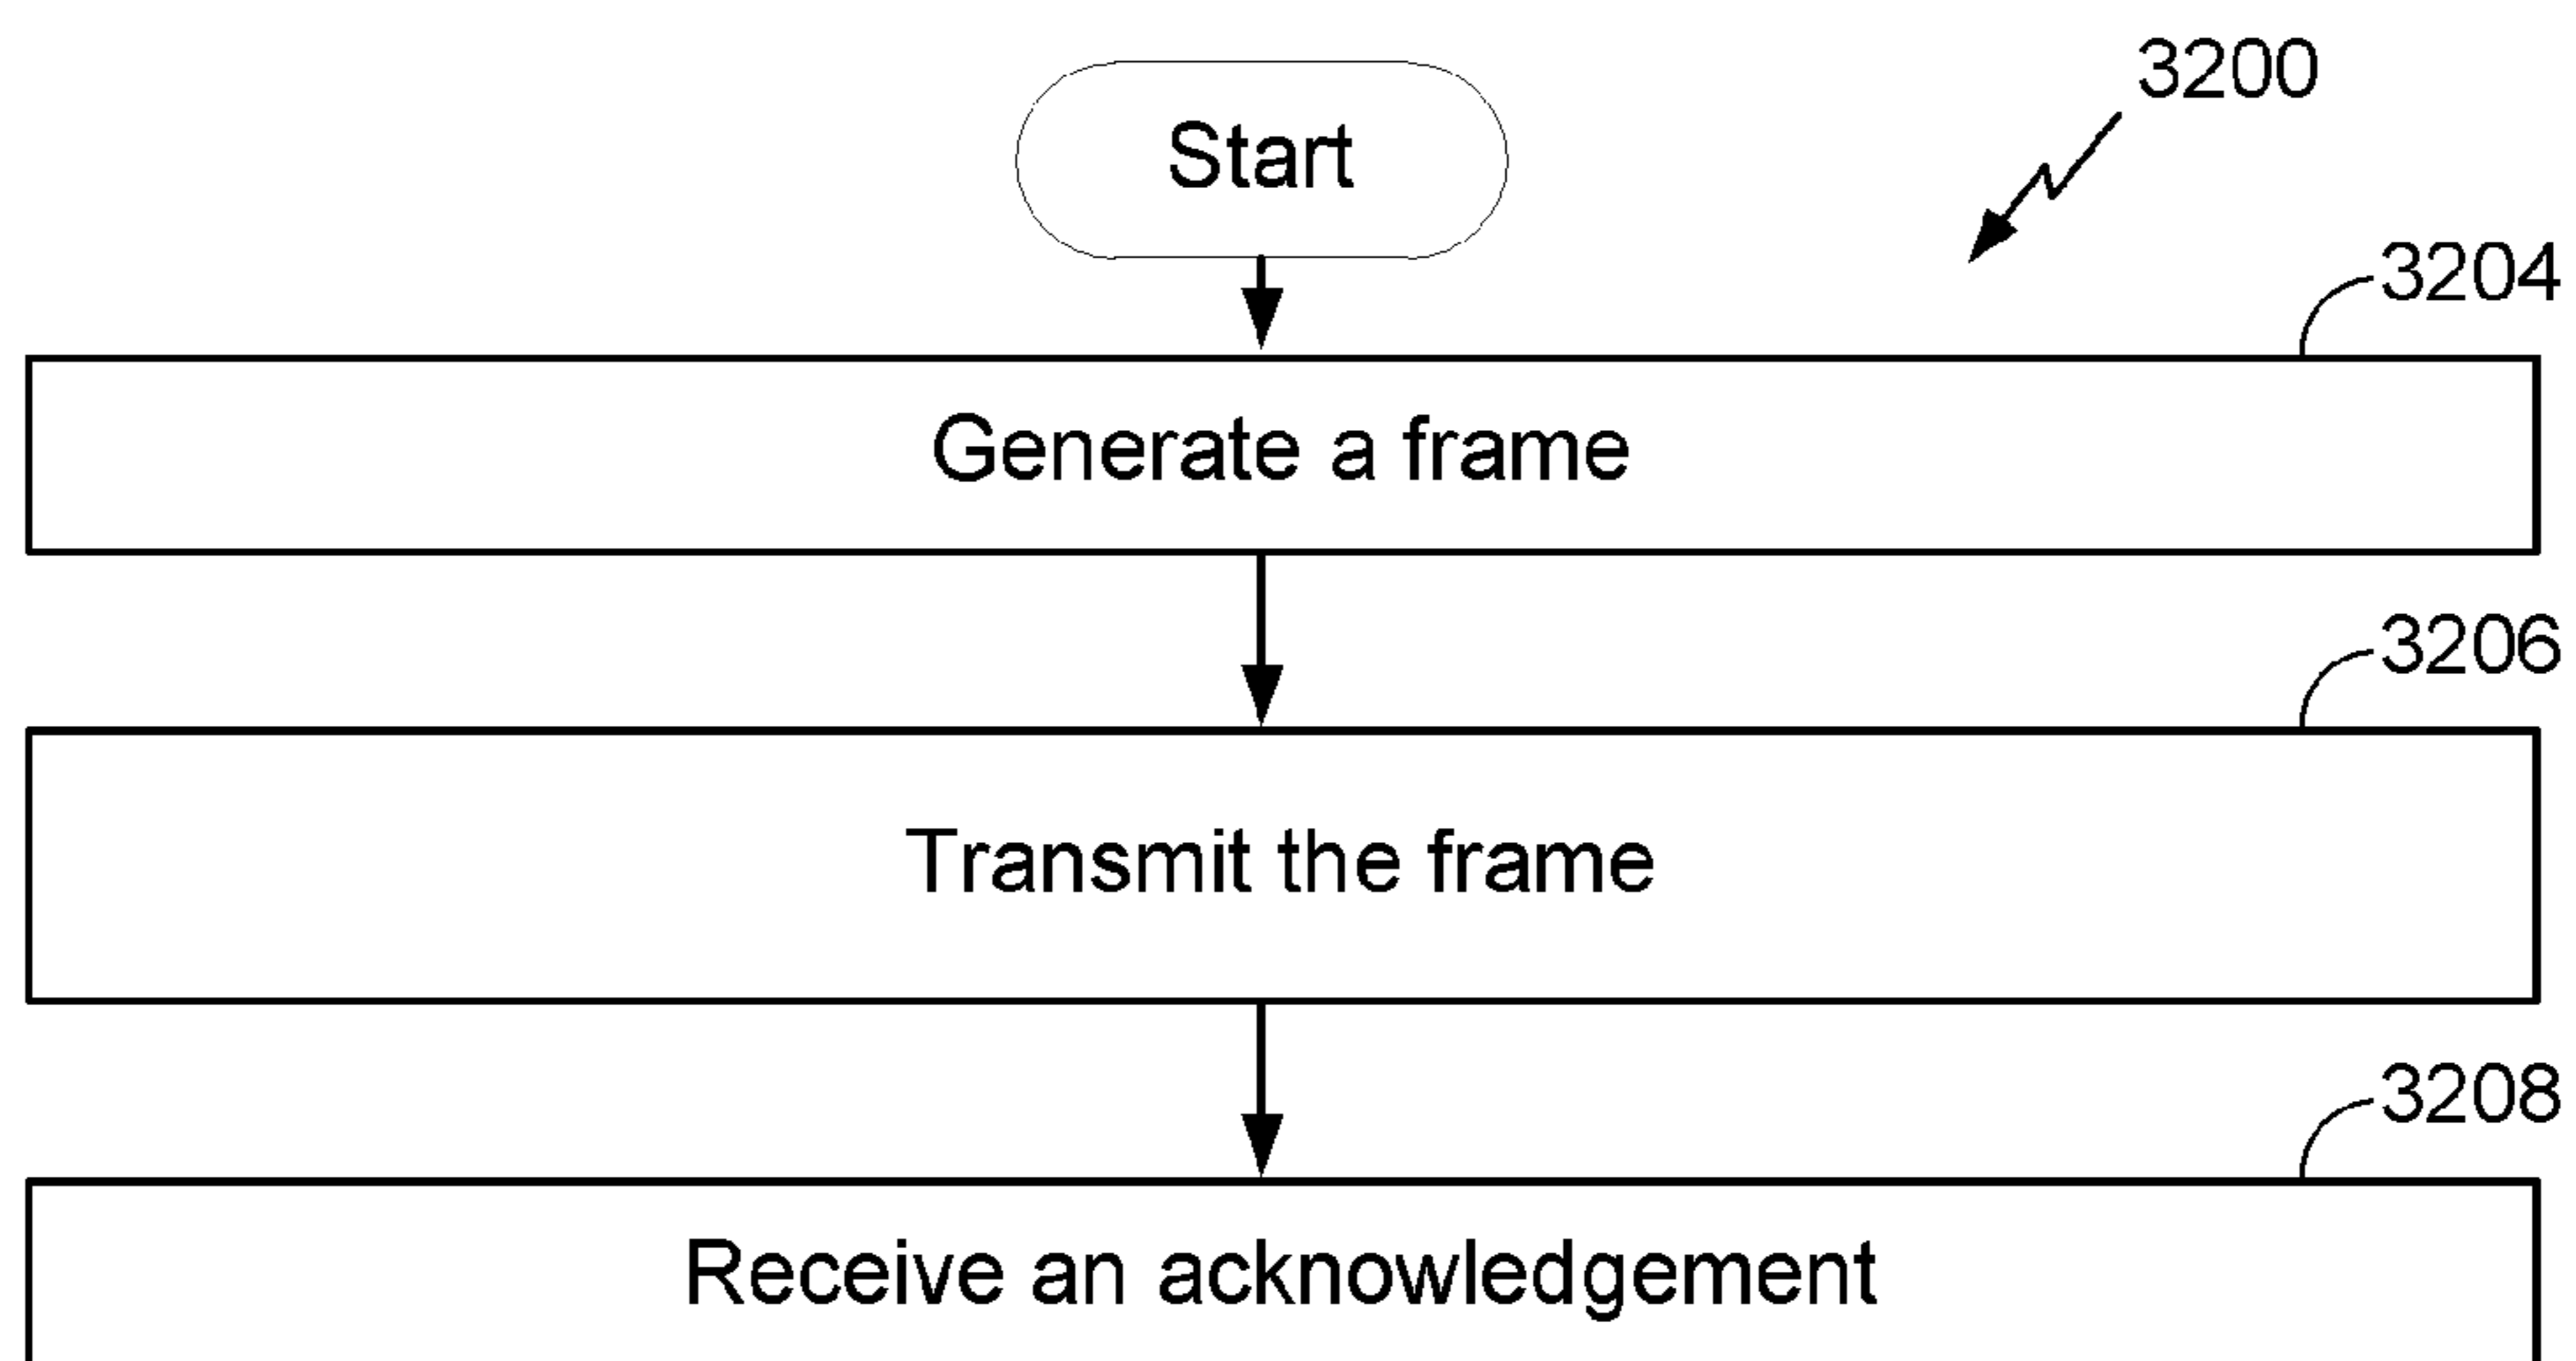 3200
Start
3204
Generate a frame
3206
Transmit the frame
3208
Receive an acknowledgement